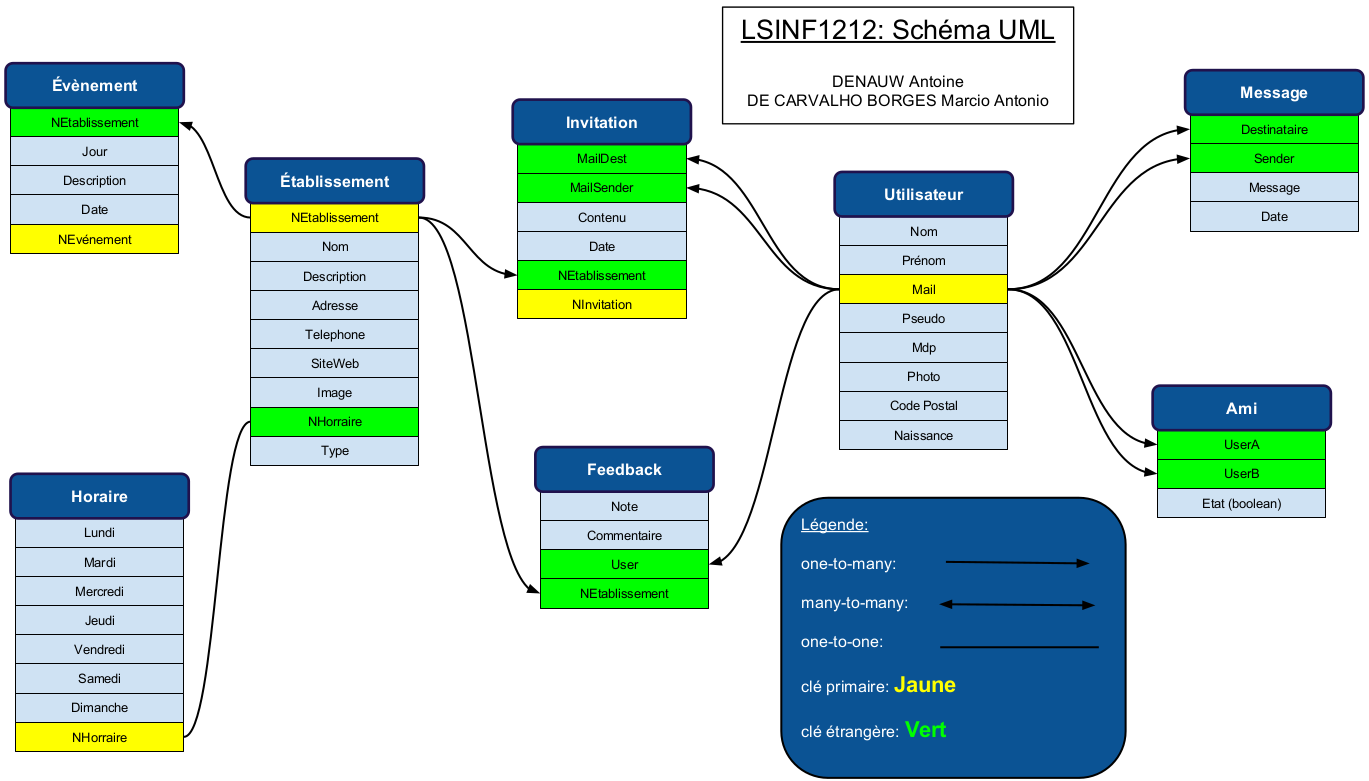 LSINF1212: Schéma UML
DENAUW Antoine
DE CARVALHO BORGES Marcio Antonio
Évènement
NEtablissement
Jour
Description
Date
NEvénement
Établissement
NEtablissement
Nom
Description
Adresse
Telephone
SiteWeb
Image
NHorraire
Type
Horaire
Lundi
Mardi
Mercredi
Jeudi
Vendredi
Samedi
Dimanche
NHorraire
Invitation
MailDest
MailSender
Contenu
Date
NEtablissement
NInvitation
Feedback
Note
Commentaire
User
NEtablissement
Utilisateur
Nom
Prénom
Mail
Pseudo
Mdp
Photo
Code Postal
Naissance
Message
Destinataire
Sender
Message
Date
Ami
UserA
UserB
Etat (boolean)
Légende:
one-to-many:
many-to-many:
one-to-one:
clé primaire: Jaune
clé étrangère: Vert